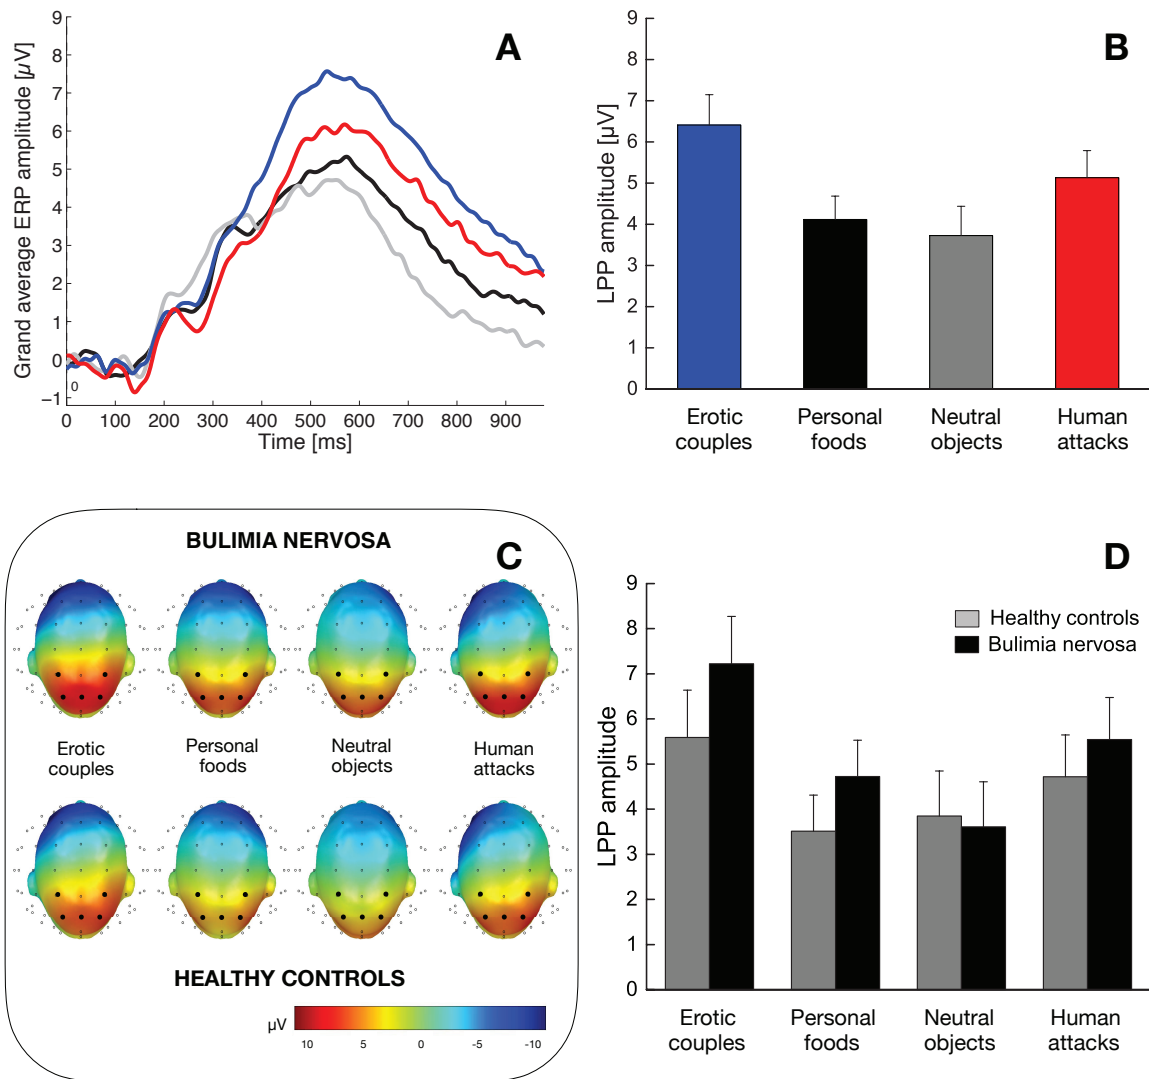 A
Grand average ERP amplitude [µV]
9
8
7
6
5
4
3
2
1
0
−1
0
0 100 200 300 400 500 600 700 800 900
Time [ms]
B
LPP amplitude [µV]
9
8
7
6
5
4
3
2
1
0
Erotic couples
Personal foods
Neutral objects
Human attacks
C
BULIMIA NERVOSA
Erotic couples
Personal foods
Neutral objects
Human attacks
HEALTHY CONTROLS
µV
10 5 0 -5 -10
D
LPP amplitude
9
8
7
6
5
4
3
2
1
0
Healthy controls
Bulimia nervosa
Erotic couples
Personal foods
Neutral objects
Human attacks